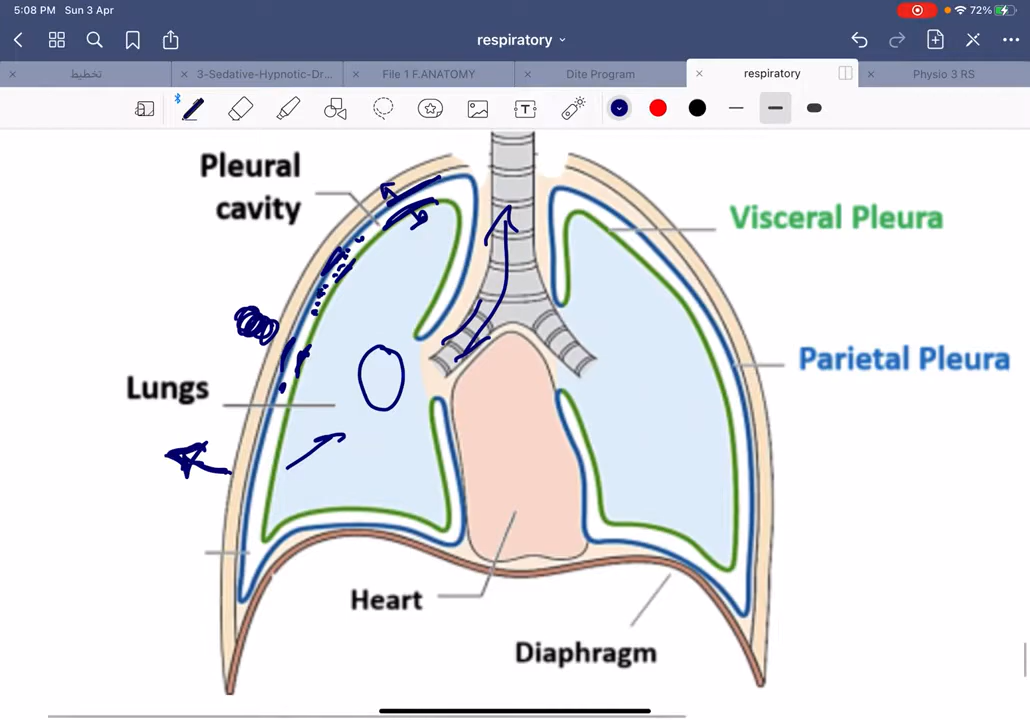 5:08 PM Sun 3 Apr
72%
respiratory
تخطيط
3-Sedative-Hypnotic-Dr...
File 1 F.ANATOMY
Dite Program
respiratory
Physio 3 RS
Pleural
cavity
Visceral Pleura
Parietal Pleura
Lungs
Heart
Diaphragm